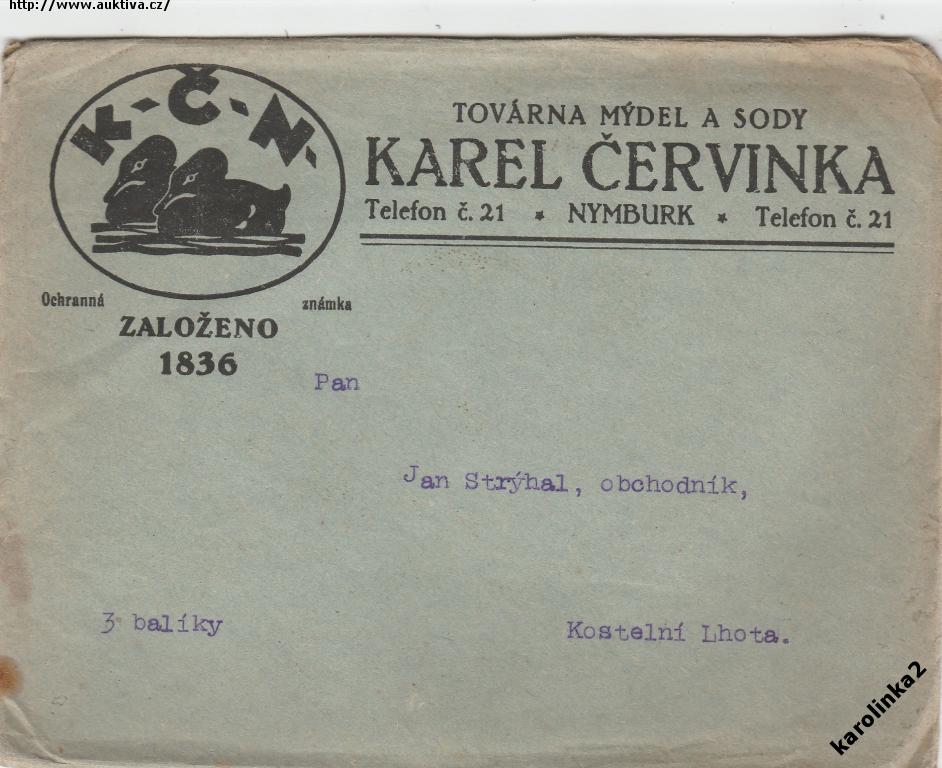 http://www.auktiva.cz/
K-Č-N.
TOVÁRNA MÝDEL A SODY
KAREL ČERVINKA
Telefon č. 21 * NYMBURK * Telefon č. 21
Ochranná známka
ZALOŽENO
1836
Pan
Jan Strýhal, obchodník,
3 balíky
Kostelní Lhota.
karolinka2